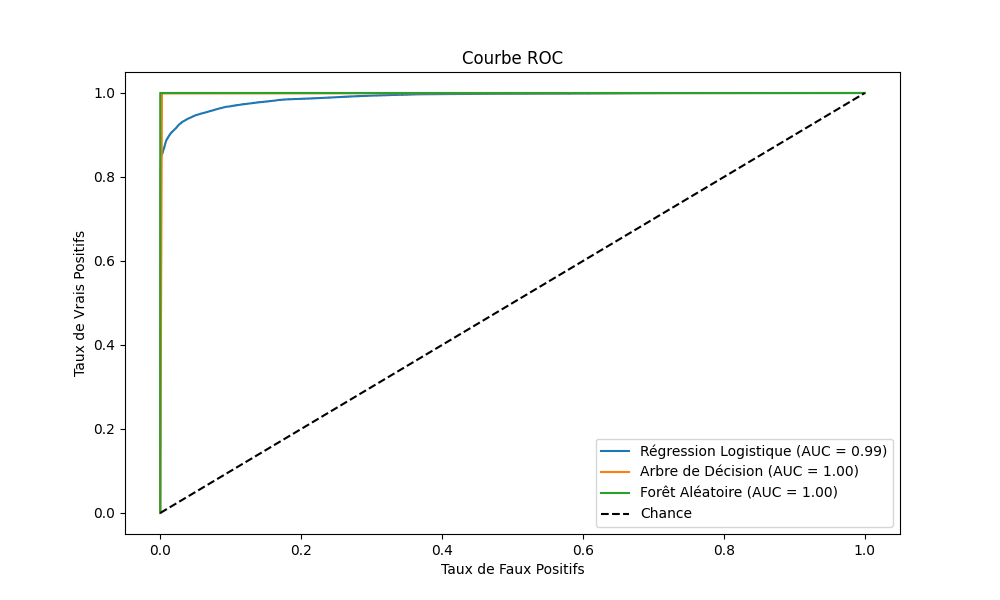 Courbe ROC
1.0
0.8
0.6
0.4
0.2
0.0
Taux de Vrais Positifs
0.0 0.2 0.4 0.6 0.8 1.0
Taux de Faux Positifs
Régression Logistique (AUC = 0.99)
Arbre de Décision (AUC = 1.00)
Forêt Aléatoire (AUC = 1.00)
Chance